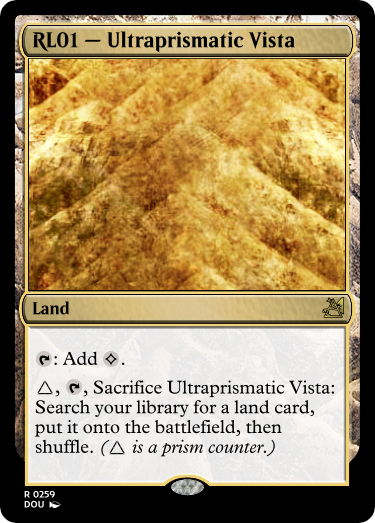 RL01 — Ultraprismatic Vista
Land
: Add .
△, , Sacrifice Ultraprismatic Vista:
Search your library for a land card,
put it onto the battlefield, then
shuffle. (△ is a prism counter.)
R 0259
DOU